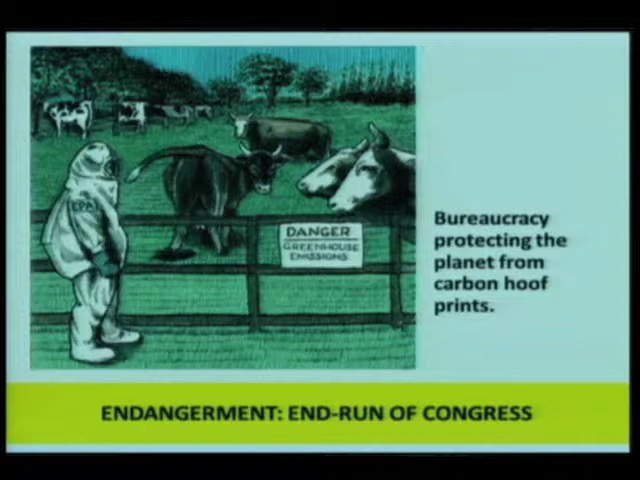 EPA
DANGER
GREENHOUSE
EMISSIONS
Bureaucracy
protecting the
planet from
carbon hoof
prints.
ENDANGERMENT: END-RUN OF CONGRESS